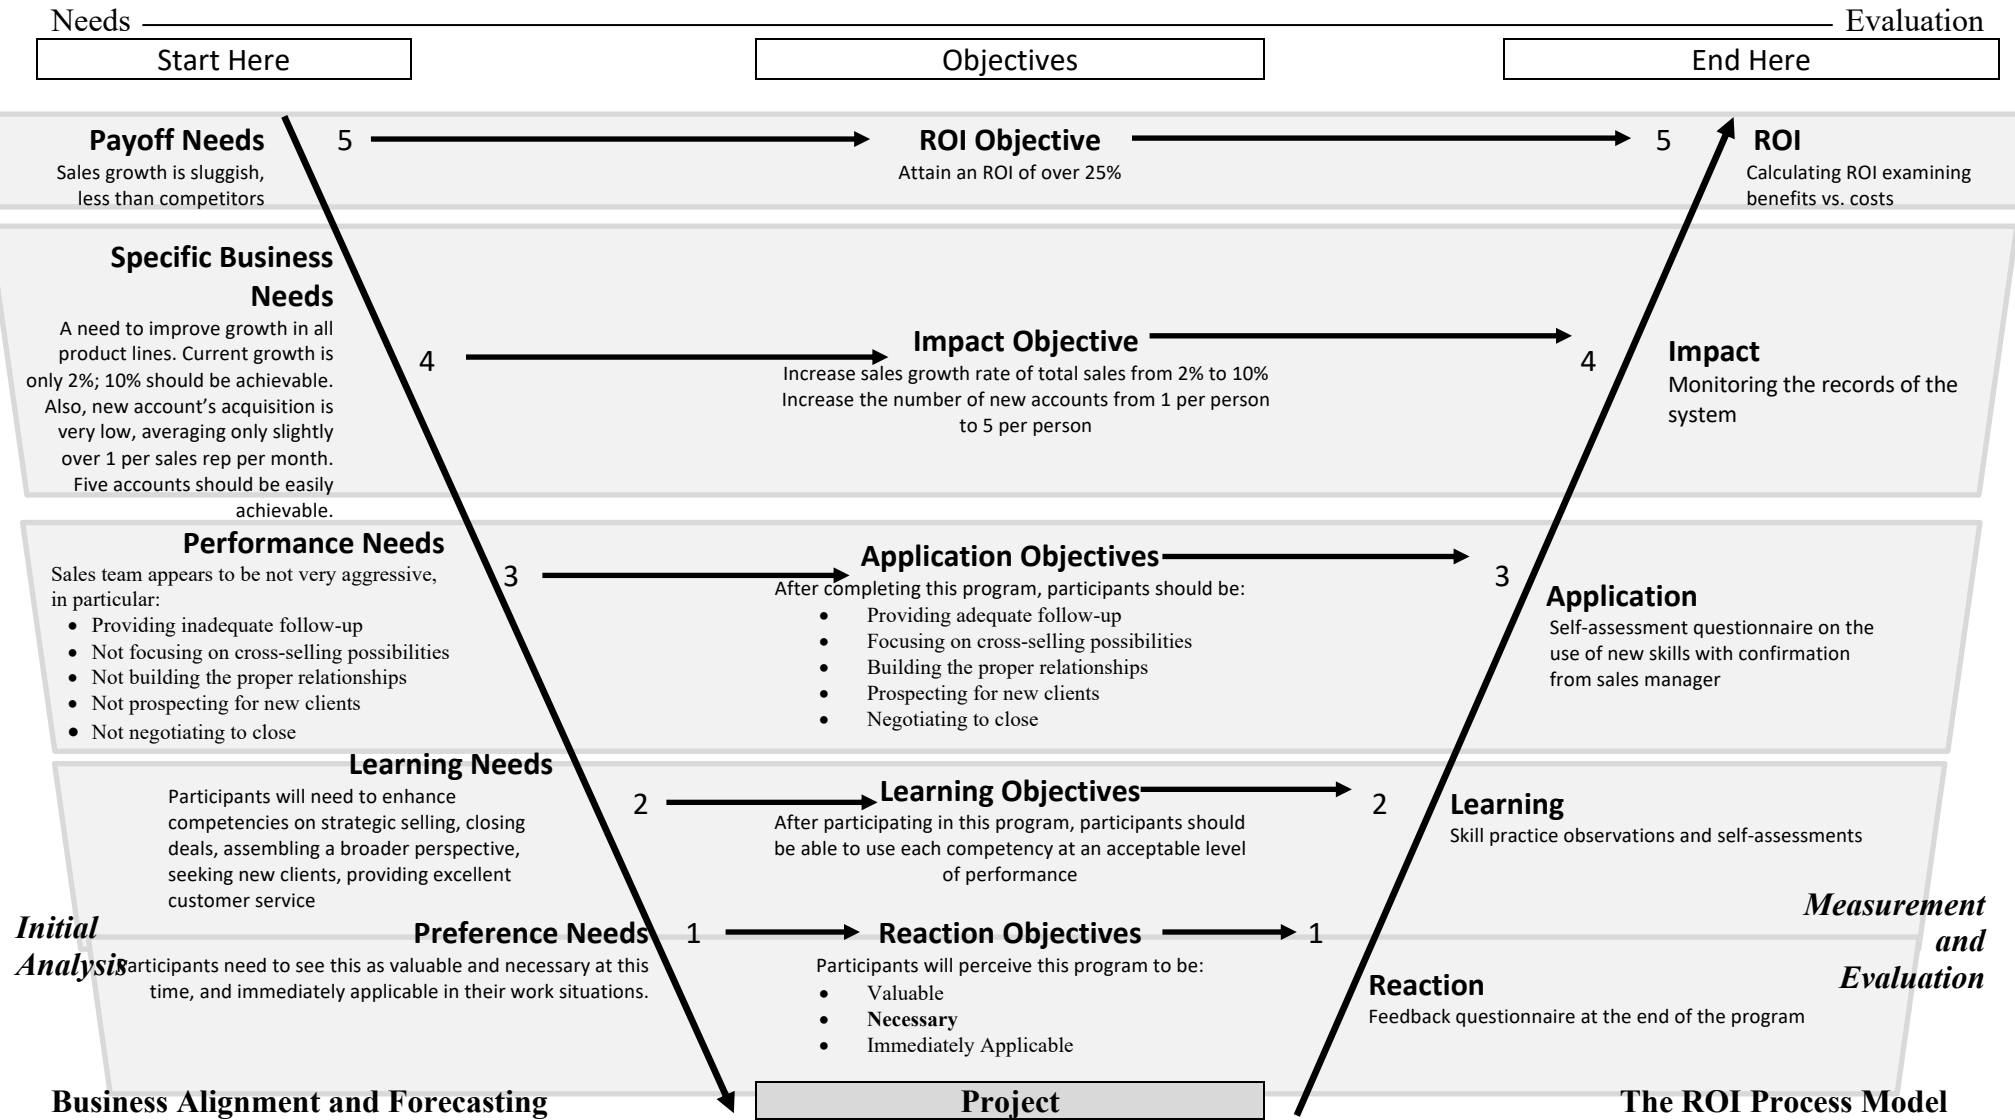 Needs
Evaluation
Start Here
Objectives
End Here
Payoff Needs
Sales growth is sluggish,
less than competitors
5
ROI Objective
Attain an ROI of over 25%
5
ROI
Calculating ROI examining
benefits vs. costs
Specific Business
Needs
A need to improve growth in all
product lines. Current growth is
only 2%; 10% should be achievable.
Also, new account’s acquisition is
very low, averaging only slightly
over 1 per sales rep per month.
Five accounts should be easily
achievable.
4
Impact Objective
Increase sales growth rate of total sales from 2% to 10%
Increase the number of new accounts from 1 per person
to 5 per person
4
Impact
Monitoring the records of the
system
Performance Needs
Sales team appears to be not very aggressive,
in particular:
• Providing inadequate follow-up
• Not focusing on cross-selling possibilities
• Not building the proper relationships
• Not prospecting for new clients
• Not negotiating to close
3
Application Objectives
After completing this program, participants should be:
• Providing adequate follow-up
• Focusing on cross-selling possibilities
• Building the proper relationships
• Prospecting for new clients
• Negotiating to close
3
Application
Self-assessment questionnaire on the
use of new skills with confirmation
from sales manager
Learning Needs
Participants will need to enhance
competencies on strategic selling, closing
deals, assembling a broader perspective,
seeking new clients, providing excellent
customer service
2
Learning Objectives
After participating in this program, participants should
be able to use each competency at an acceptable level
of performance
2
Learning
Skill practice observations and self-assessments
Initial
Analysis
Preference Needs
Participants need to see this as valuable and necessary at this
time, and immediately applicable in their work situations.
1
Reaction Objectives
Participants will perceive this program to be:
• Valuable
• Necessary
• Immediately Applicable
1
Reaction
Feedback questionnaire at the end of the program
Measurement
and
Evaluation
Business Alignment and Forecasting
Project
The ROI Process Model